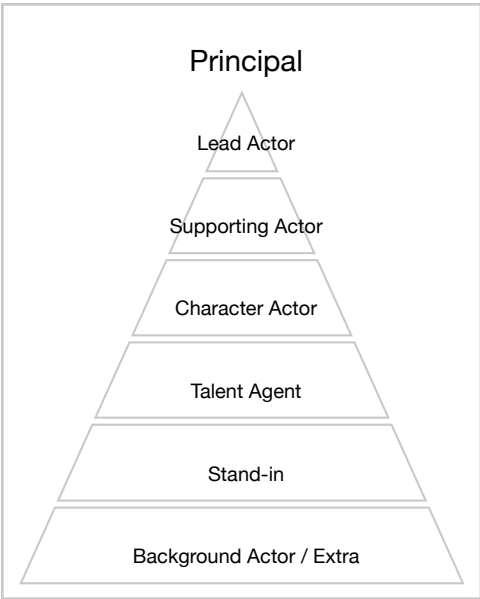 Principal
Lead Actor
Supporting Actor
Character Actor
Talent Agent
Stand-in
Background Actor / Extra